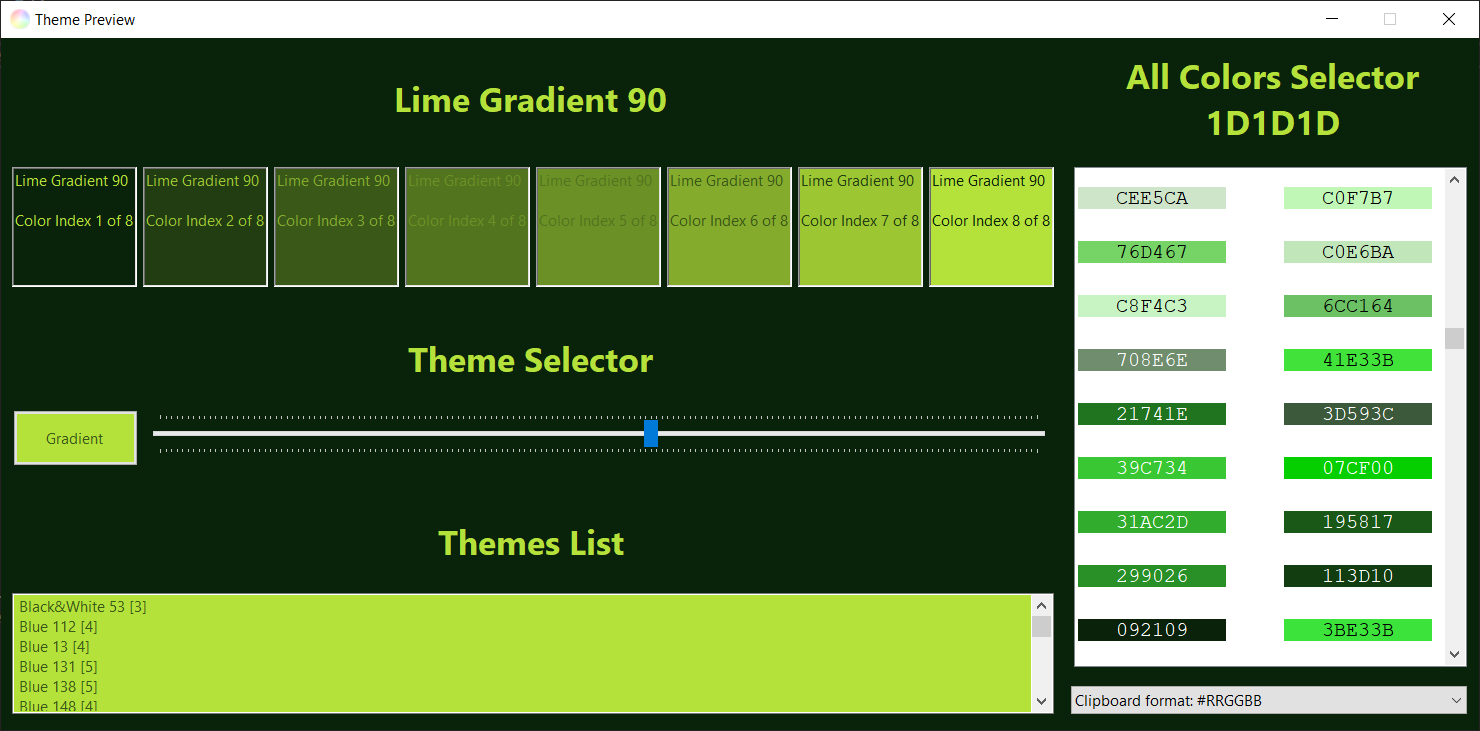 Theme Preview
Lime Gradient 90
All Colors Selector
1D1D1D
Lime Gradient 90
Color Index 1 of 8
Lime Gradient 90
Color Index 2 of 8
Lime Gradient 90
Color Index 3 of 8
Lime Gradient 90
Color Index 4 of 8
Lime Gradient 90
Color Index 5 of 8
Lime Gradient 90
Color Index 6 of 8
Lime Gradient 90
Color Index 7 of 8
Lime Gradient 90
Color Index 8 of 8
Theme Selector
Gradient
Themes List
Black&White 53 [3]
Blue 112 [4]
Blue 13 [4]
Blue 131 [5]
Blue 138 [5]
Blue 148 [4]
CEE5CA C0F7B7
76D467 C0E6BA
C8F4C3 6CC164
708E6E 41E33B
21741E 3D593C
39C734 07CF00
31AC2D 195817
299026 113D10
092109 3BE33B
Clipboard format: #RRGGBB